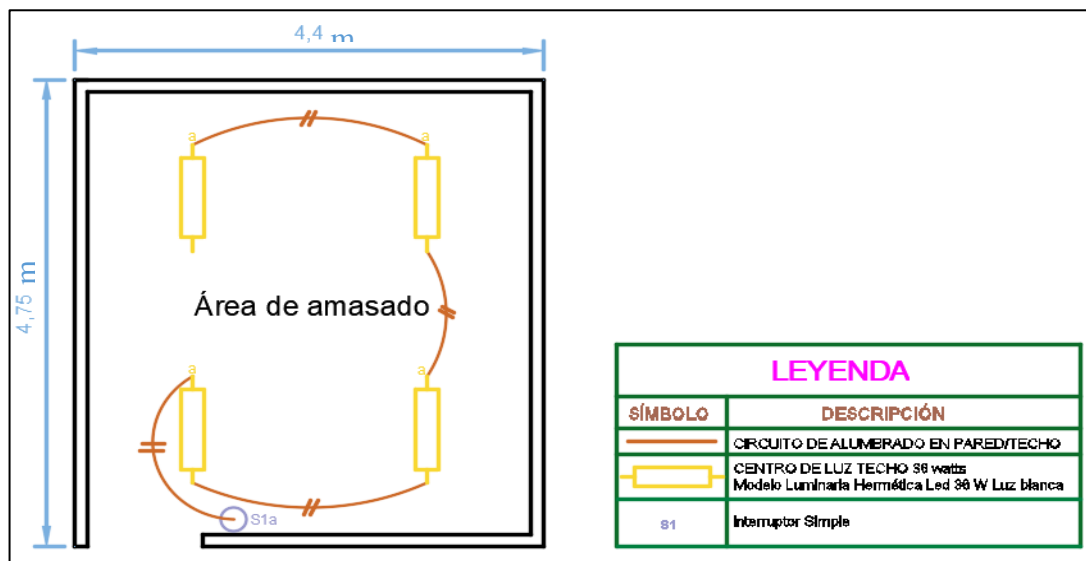 4,4 m
4,75 m
a
a
Área de amasado
a
a
S1a
LEYENDA
SÍMBOLO DESCRIPCIÓN
CIRCUITO DE ALUMBRADO EN PARED/TECHO
CENTRO DE LUZ TECHO 36 watts
Modelo Luminaria Hermética Led 36 W Luz blanca
S1 Interruptor Simple